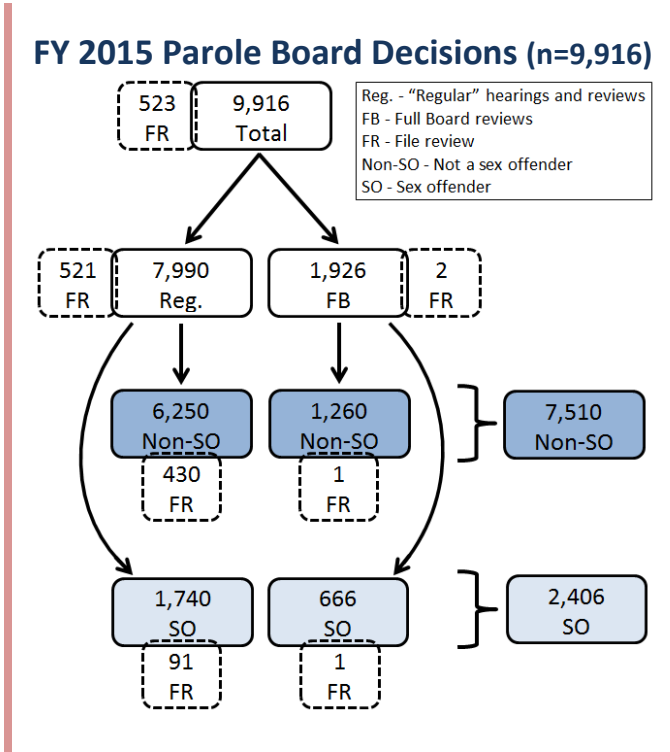 FY 2015 Parole Board Decisions (n=9,916)
523
FR
9,916
Total
Reg. - “Regular” hearings and reviews
FB - Full Board reviews
FR - File review
Non-SO - Not a sex offender
SO - Sex offender
521
FR
7,990
Reg.
1,926
FB
2
FR
6,250
Non-SO
430
FR
1,260
Non-SO
1
FR
7,510
Non-SO
1,740
SO
91
FR
666
SO
1
FR
2,406
SO